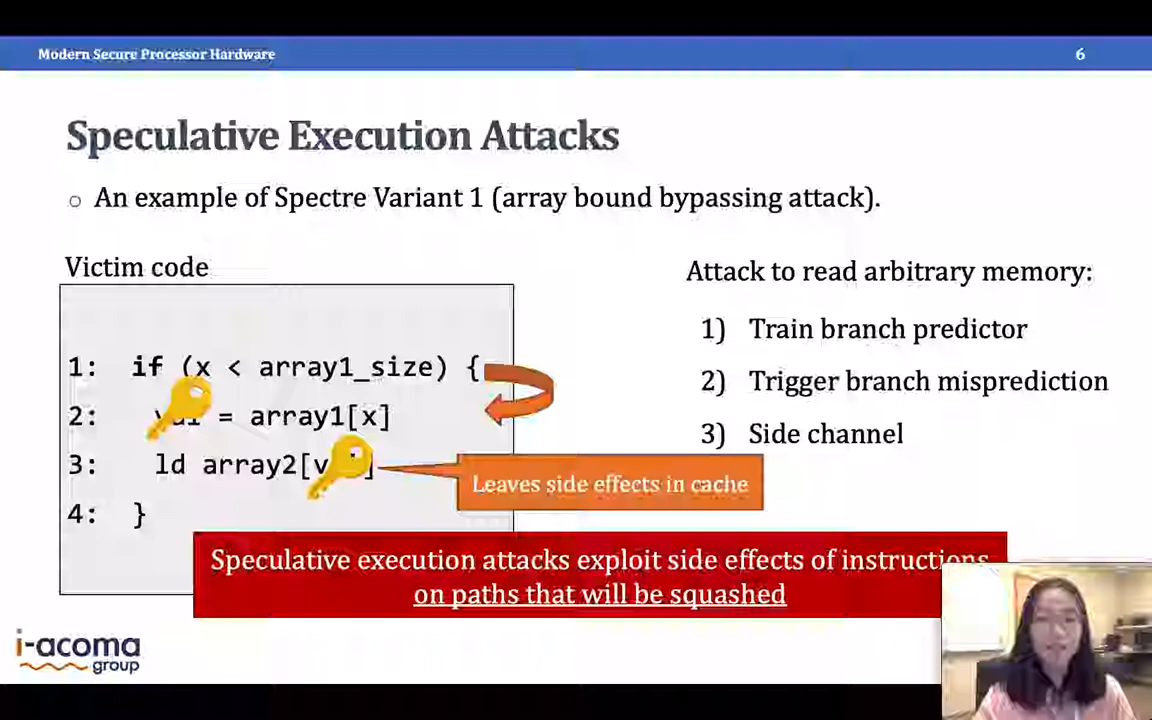 Modern Secure Processor Hardware
6
Speculative Execution Attacks
An example of Spectre Variant 1 (array bound bypassing attack).
Victim code
1: if (x < array1_size) {
2: = array1[x]
3: ld array2[v ]
4: }
Leaves side effects in cache
Attack to read arbitrary memory:
1) Train branch predictor
2) Trigger branch misprediction
3) Side channel
Speculative execution attacks exploit side effects of instructions
on paths that will be squashed
i-acoma
group